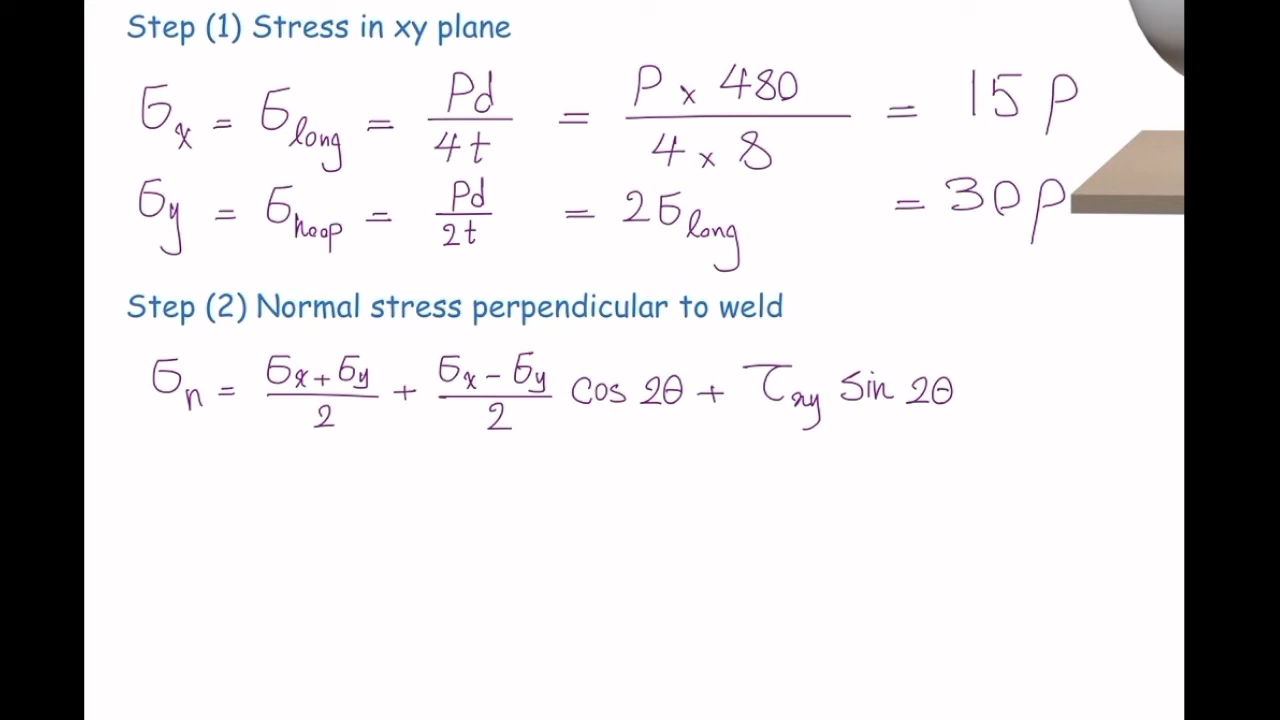 Step (1) Stress in xy plane
σx = σlong = Pd/4t = P × 480/4 × 8 = 15 P
σy = σhoop = Pd/2t = 2σlong = 30 P
Step (2) Normal stress perpendicular to weld
σn = σx + σy/2 + σx - σy/2 cos 2θ + τxy sin 2θ